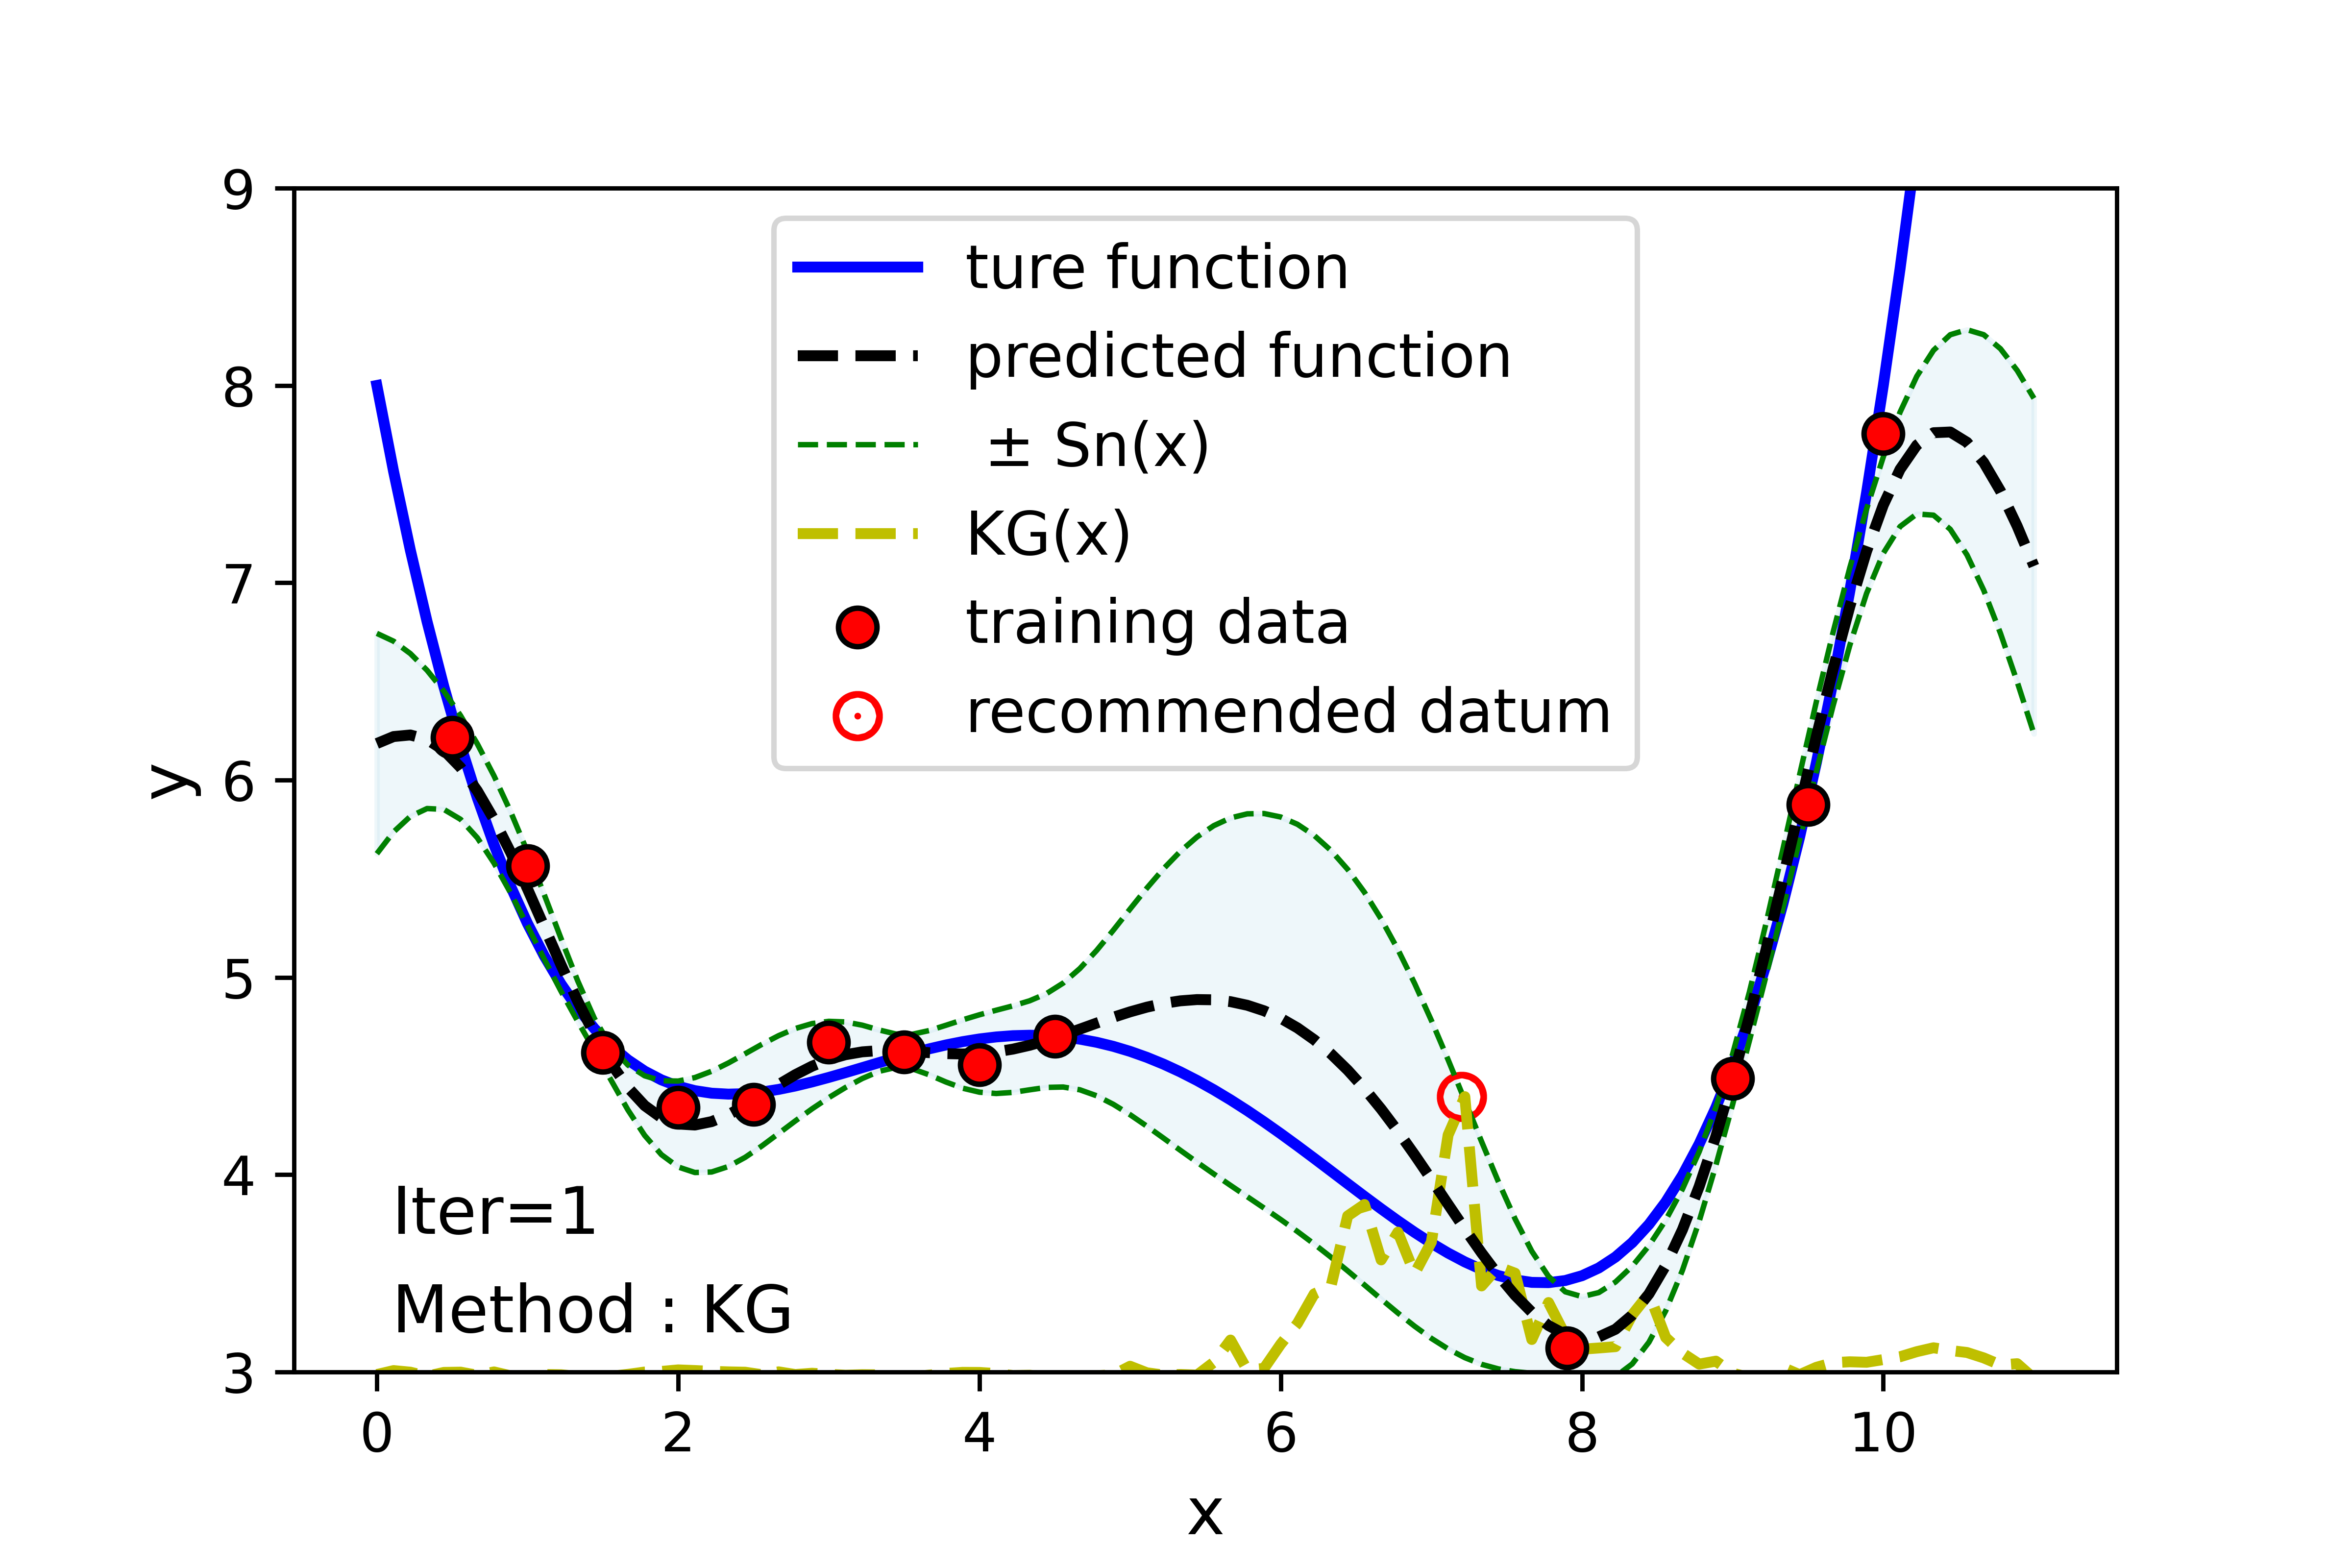 9
8
7
6
5
4
3
y
ture function
predicted function
± Sn(x)
KG(x)
training data
recommended datum
Iter=1
Method : KG
0 2 4 6 8 10
x